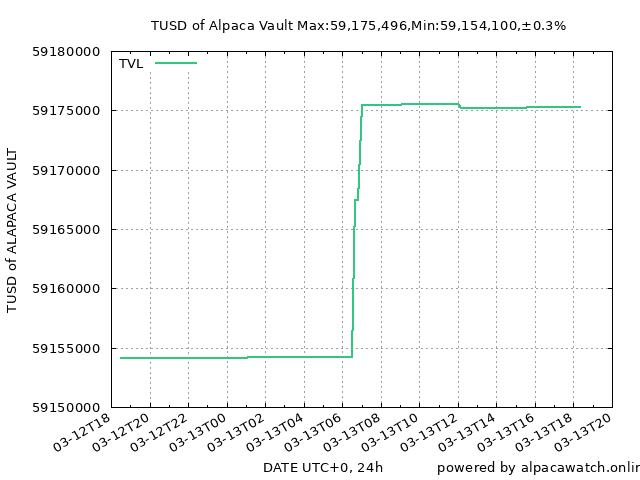 TUSD of Alpaca Vault Max:59,175,496,Min:59,154,100,±0.3%
TVL
59180000
59175000
59170000
59165000
59160000
59155000
59150000
TUSD of ALAPACA VAULT
03-12T18
03-12T20
03-12T22
03-13T00
03-13T02
03-13T04
03-13T06
03-13T08
03-13T10
03-13T12
03-13T14
03-13T16
03-13T18
03-13T20
DATE UTC+0, 24h
powered by alpacawatch.onlin